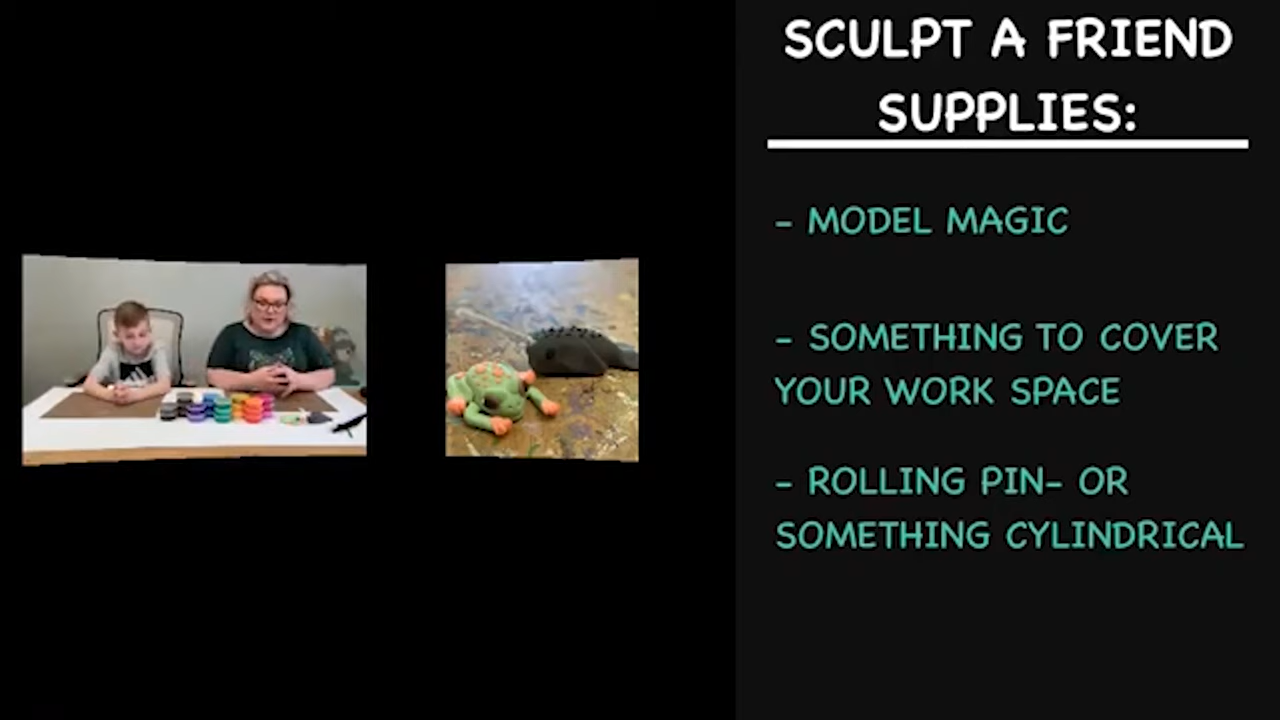 SCULPT A FRIEND
SUPPLIES:
- MODEL MAGIC
- SOMETHING TO COVER
YOUR WORK SPACE
- ROLLING PIN- OR
SOMETHING CYLINDRICAL